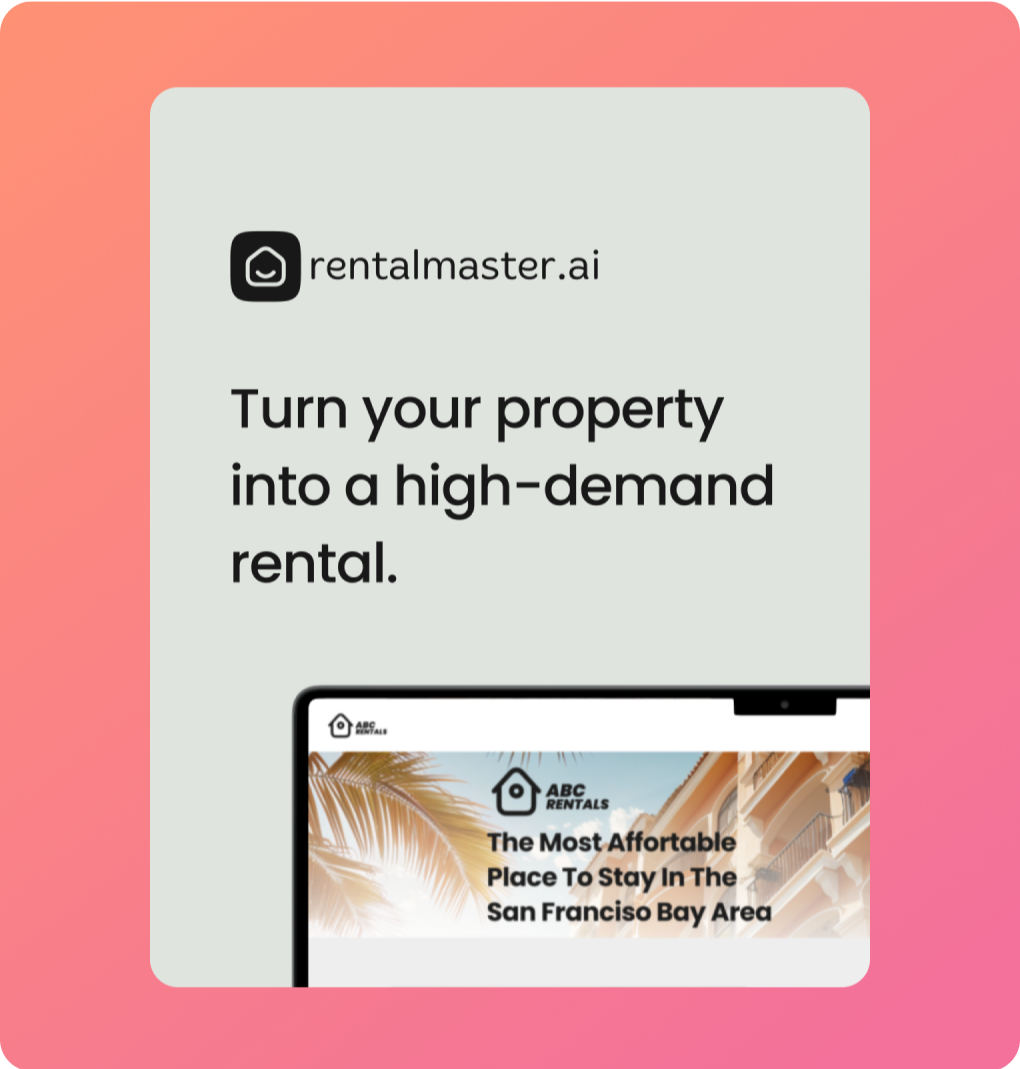 rentalmaster.ai
Turn your property
into a high-demand
rental.
ABC
RENTALS
ABC
RENTALS
The Most Affortable
Place To Stay In The
San Franciso Bay Area